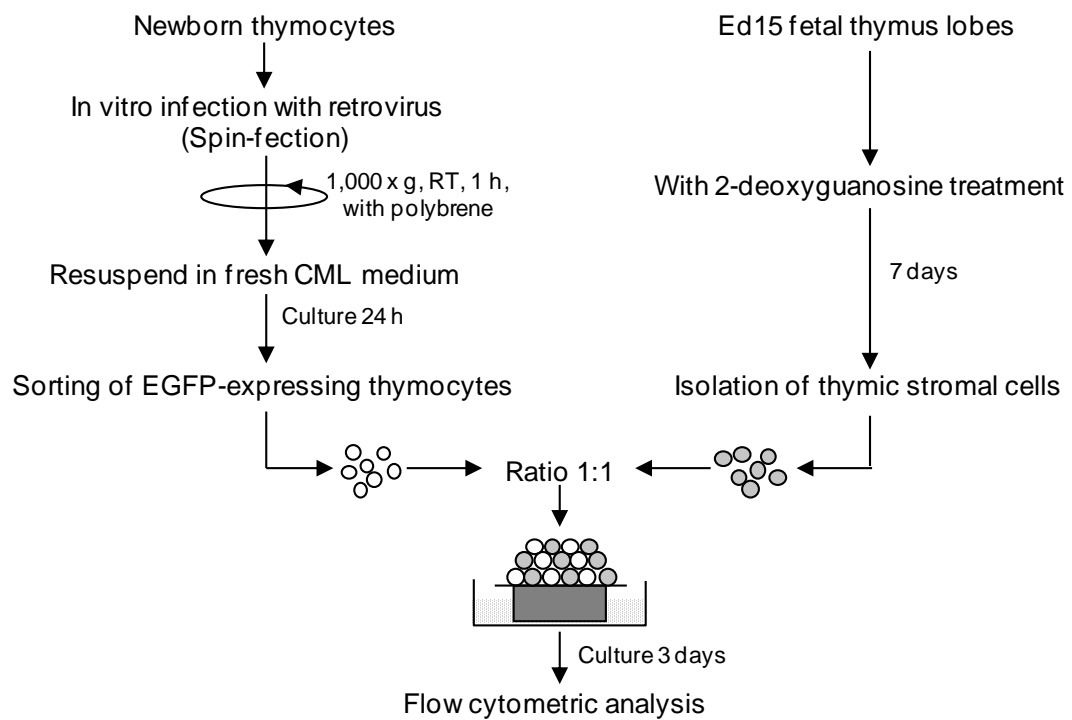 Newborn thymocytes
In vitro infection with retrovirus
(Spin-fection)
1,000 x g, RT, 1 h,
with polybrene
Resuspend in fresh CML medium
Culture 24 h
Sorting of EGFP-expressing thymocytes
Ed15 fetal thymus lobes
With 2-deoxyguanosine treatment
7 days
Isolation of thymic stromal cells
Ratio 1:1
Culture 3 days
Flow cytometric analysis